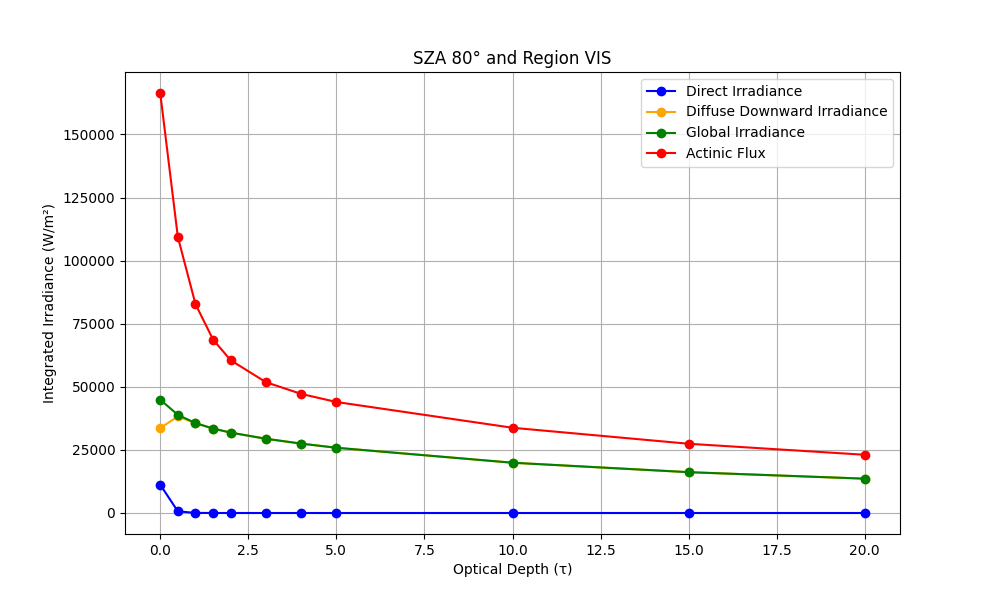 SZA 80° and Region VIS
Direct Irradiance
Diffuse Downward Irradiance
Global Irradiance
Actinic Flux
Integrated Irradiance (W/m²)
150000
125000
100000
75000
50000
25000
0
0.0 2.5 5.0 7.5 10.0 12.5 15.0 17.5 20.0
Optical Depth (τ)